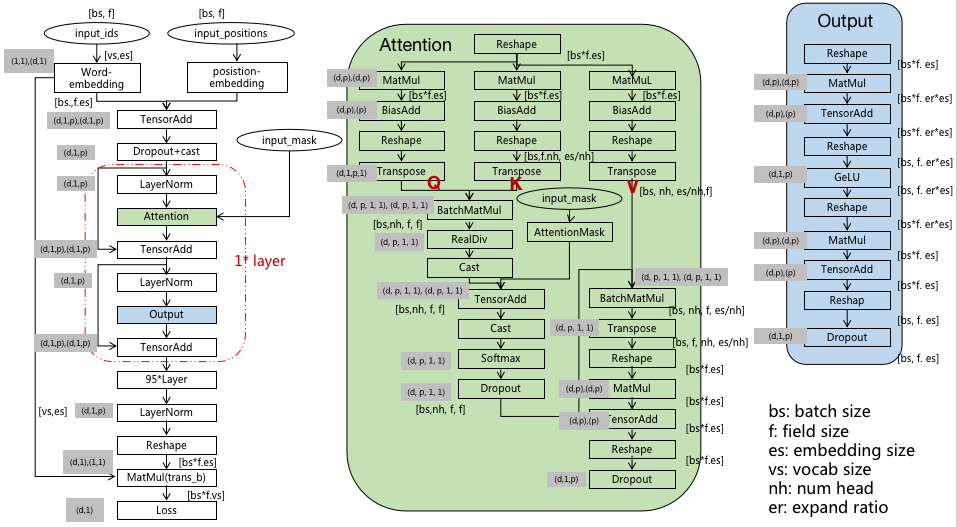 [bs, f]
[bs, f]
input_ids
input_positions
(1,1),(d,1)
[vs,es]
Word-
embedding
posistion-
embedding
[bs,.f.es]
(d,1,p),(d,1,p)
TensorAdd
input_mask
(d,1,p)
Dropout+cast
(d,1,p)
LayerNorm
Attention
(d,1,p),(d,1,p)
TensorAdd
1* layer
(d,1,p)
LayerNorm
Output
(d,1,p),(d,1,p)
TensorAdd
95*Layer
[vs,es]
(d,1,p)
LayerNorm
Reshape
(d,1),(1,1)
[bs*f.es]
MatMul(trans_b)
[bs*f.vs]
(d,1)
Loss
Attention
Reshape
[bs*f.es]
(d,p),(d,p)
MatMul
MatMul
MatMuL
[bs*f.es]
[bs*f.es]
[bs*f.es]
(d,p),(p)
BiasAdd
BiasAdd
BiasAdd
Reshape
Reshape
Reshape
[bs,f.nh, es/nh]
(d,1,p,1)
Transpose
Transpose
Transpose
Q
K
V
[bs, nh, es/nh,f]
input_mask
(d, p, 1, 1), (d, p, 1, 1)
BatchMatMul
[bs,nh, f, f]
AttentionMask
(d, p, 1, 1)
RealDiv
Cast
(d, p, 1, 1), (d, p, 1, 1)
(d, p, 1, 1), (d, p, 1, 1)
TensorAdd
BatchMatMul
[bs,nh, f, f]
[bs, nh, f, es/nh]
Cast
(d, p, 1, 1)
Transpose
[bs, f, nh, es/nh]
(d, p, 1, 1)
Softmax
Reshape
[bs*f.es]
(d, p, 1, 1)
Dropout
(d,p),(d,p)
MatMul
[bs,nh, f, f]
[bs*f.es]
(d,p),(p)
TensorAdd
[bs*f.es]
Reshape
[bs*f.es]
(d,1,p)
Dropout
Output
Reshape
[bs*f. es]
(d,p),(d,p)
MatMul
[bs*f. er*es]
(d,p),(p)
TensorAdd
[bs*f. er*es]
Reshape
[bs, f. er*es]
(d,1,p)
GeLU
[bs, f. er*es]
Reshape
[bs*f. er*es]
(d,p),(d,p)
MatMul
[bs*f. es]
(d,p),(p)
TensorAdd
[bs*f. es]
Reshap
[bs, f. es]
(d,1,p)
Dropout
[bs, f. es]
bs: batch size
f: field size
es: embedding size
vs: vocab size
nh: num head
er: expand ratio